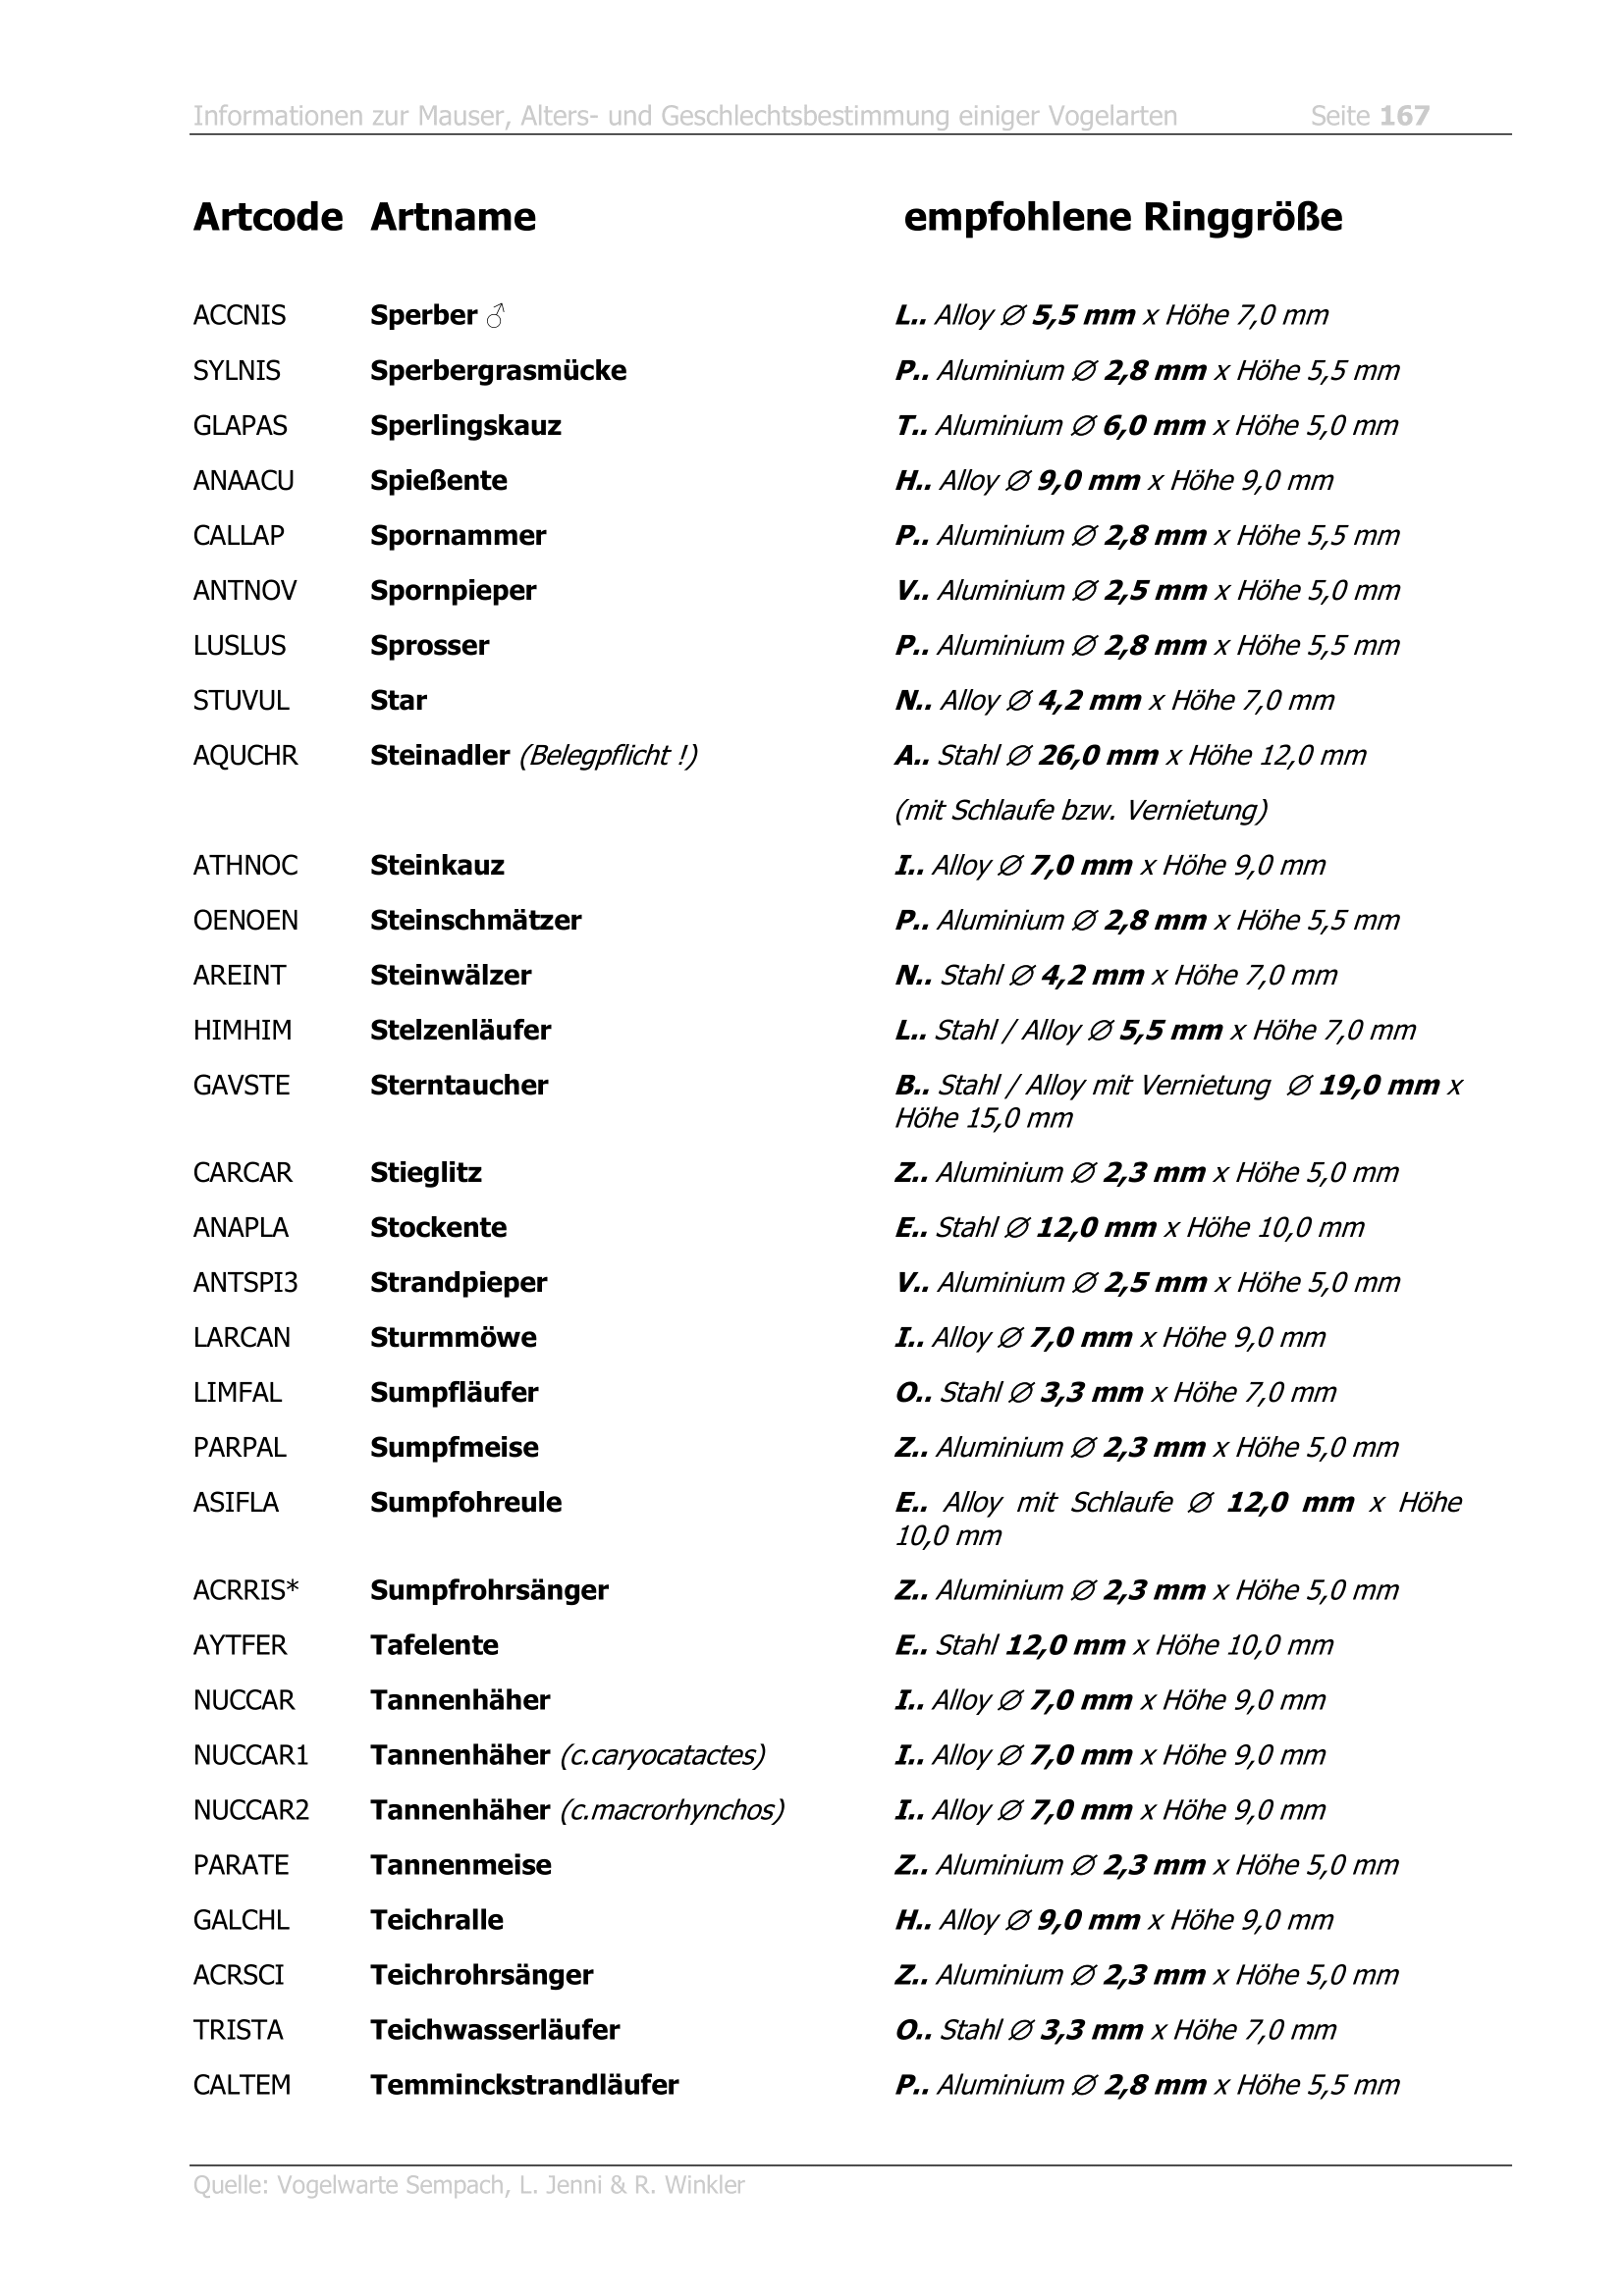 Informationen zur Mauser, Alters- und Geschlechtsbestimmung einiger Vogelarten Seite 167
Artcode Artname empfohlene Ringgröße
ACCNIS Sperber ♂ L.. Alloy ∅ 5,5 mm x Höhe 7,0 mm
SYLNIS Sperbergrasmücke P.. Aluminium ∅ 2,8 mm x Höhe 5,5 mm
GLAPAS Sperlingskauz T.. Aluminium ∅ 6,0 mm x Höhe 5,0 mm
ANAACU Spießente H.. Alloy ∅ 9,0 mm x Höhe 9,0 mm
CALLAP Spornammer P.. Aluminium ∅ 2,8 mm x Höhe 5,5 mm
ANTNOV Spornpieper V.. Aluminium ∅ 2,5 mm x Höhe 5,0 mm
LUSLUS Sprosser P.. Aluminium ∅ 2,8 mm x Höhe 5,5 mm
STUVUL Star N.. Alloy ∅ 4,2 mm x Höhe 7,0 mm
AQUCHR Steinadler (Belegpflicht !) A.. Stahl ∅ 26,0 mm x Höhe 12,0 mm
(mit Schlaufe bzw. Vernietung)
ATHNOC Steinkauz I.. Alloy ∅ 7,0 mm x Höhe 9,0 mm
OENOEN Steinschmätzer P.. Aluminium ∅ 2,8 mm x Höhe 5,5 mm
AREINT Steinwälzer N.. Stahl ∅ 4,2 mm x Höhe 7,0 mm
HIMHIM Stelzenläufer L.. Stahl / Alloy ∅ 5,5 mm x Höhe 7,0 mm
GAVSTE Sterntaucher B.. Stahl / Alloy mit Vernietung ∅ 19,0 mm x
Höhe 15,0 mm
CARCAR Stieglitz Z.. Aluminium ∅ 2,3 mm x Höhe 5,0 mm
ANAPLA Stockente E.. Stahl ∅ 12,0 mm x Höhe 10,0 mm
ANTSPI3 Strandpieper V.. Aluminium ∅ 2,5 mm x Höhe 5,0 mm
LARCAN Sturmmöwe I.. Alloy ∅ 7,0 mm x Höhe 9,0 mm
LIMFAL Sumpfläufer O.. Stahl ∅ 3,3 mm x Höhe 7,0 mm
PARPAL Sumpfmeise Z.. Aluminium ∅ 2,3 mm x Höhe 5,0 mm
ASIFLA Sumpfohreule E.. Alloy mit Schlaufe ∅ 12,0 mm x Höhe
10,0 mm
ACRRIS* Sumpfrohrsänger Z.. Aluminium ∅ 2,3 mm x Höhe 5,0 mm
AYTFER Tafelente E.. Stahl 12,0 mm x Höhe 10,0 mm
NUCCAR Tannenhäher I.. Alloy ∅ 7,0 mm x Höhe 9,0 mm
NUCCAR1 Tannenhäher (c.caryocatactes) I.. Alloy ∅ 7,0 mm x Höhe 9,0 mm
NUCCAR2 Tannenhäher (c.macrorhynchos) I.. Alloy ∅ 7,0 mm x Höhe 9,0 mm
PARATE Tannenmeise Z.. Aluminium ∅ 2,3 mm x Höhe 5,0 mm
GALCHL Teichralle H.. Alloy ∅ 9,0 mm x Höhe 9,0 mm
ACRSCI Teichrohrsänger Z.. Aluminium ∅ 2,3 mm x Höhe 5,0 mm
TRISTA Teichwasserläufer O.. Stahl ∅ 3,3 mm x Höhe 7,0 mm
CALTEM Temminckstrandläufer P.. Aluminium ∅ 2,8 mm x Höhe 5,5 mm
Quelle: Vogelwarte Sempach, L. Jenni & R. Winkler